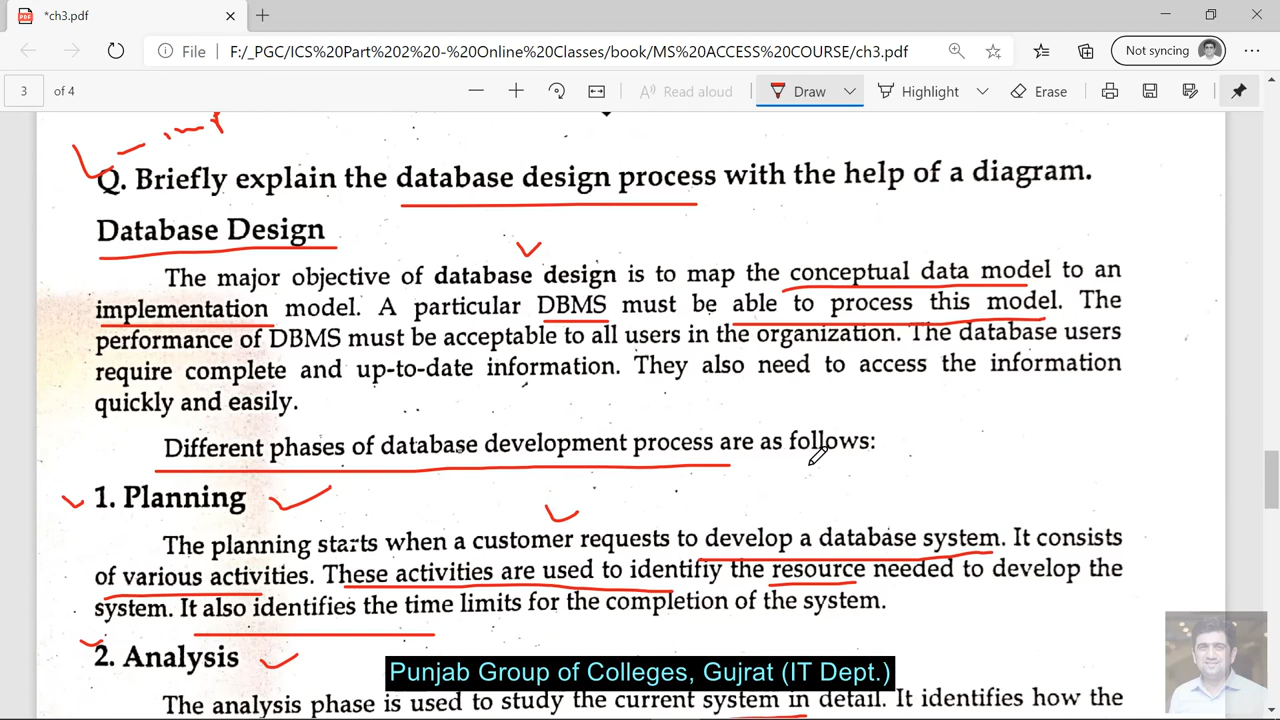 *ch3.pdf
File F:/_PGC/ICS%20Part%202%20-%20Online%20Classes/book/MS%20ACCESS%20COURSE/ch3.pdf
Not syncing
3 of 4
Read aloud
Draw
Highlight
Erase
imp
Q. Briefly explain the database design process with the help of a diagram.
Database Design
The major objective of database design is to map the conceptual data model to an
implementation model. A particular DBMS must be able to process this model. The
performance of DBMS must be acceptable to all users in the organization. The database users
require complete and up-to-date information. They also need to access the information
quickly and easily.
Different phases of database development process are as follows:
1. Planning
The planning starts when a customer requests to develop a database system. It consists
of various activities. These activities are used to identifiy the resource needed to develop the
system. It also identifies the time limits for the completion of the system.
2. Analysis
Punjab Group of Colleges, Gujrat (IT Dept.)
The analysis phase is used to study the current system in detail. It identifies how the